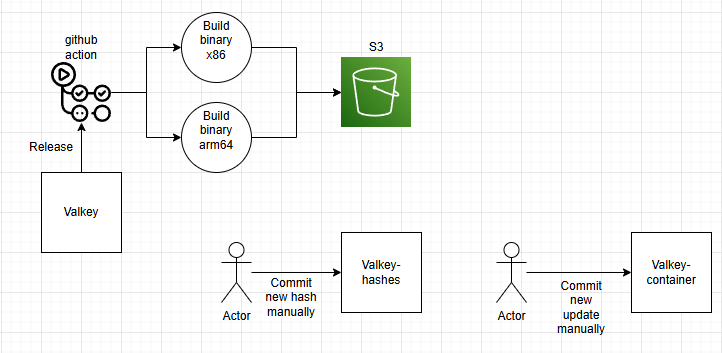 github
action
Build
binary
x86
S3
Build
binary
arm64
Release
Valkey
Valkey-
hashes
Commit
new hash
manually
Actor
Valkey-
container
Commit
new
update
manually
Actor